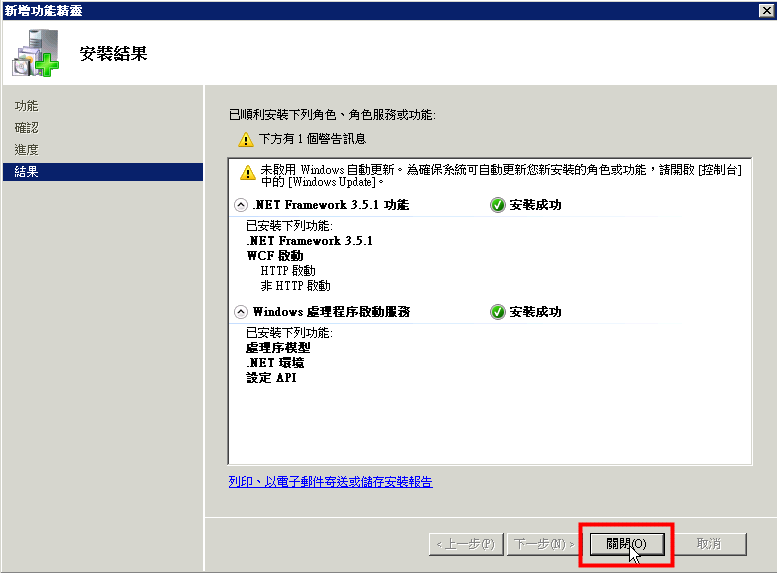 新增功能精靈
安裝結果
功能
確認
進度
結果
已順利安裝下列角色、角色服務或功能:
下方有 1 個警告訊息
未啟用 Windows 自動更新。為確保系統可自動更新您新安裝的角色或功能，請開啟 [控制台]
中的 [Windows Update]。
.NET Framework 3.5.1 功能 安裝成功
已安裝下列功能:
.NET Framework 3.5.1
WCF 啟動
HTTP 啟動
非 HTTP 啟動
Windows 處理程序啟動服務 安裝成功
已安裝下列功能:
處理序模型
.NET 環境
設定 API
列印、以電子郵件寄送或儲存安裝報告
< 上一步(P) 下一步(N) > 關閉(O) 取消